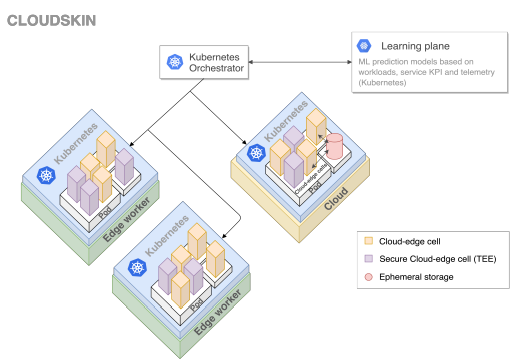 CLOUDSKIN
Kubernetes
Orchestrator
Learning plane
ML prediction models based on
workloads, service KPI and telemetry
(Kubernetes)
Kubernetes
Pod
Edge worker
Kubernetes
Cloud-edge cells
Pod
Cloud
Kubernetes
Pod
Edge worker
Cloud-edge cell
Secure Cloud-edge cell (TEE)
Ephemeral storage